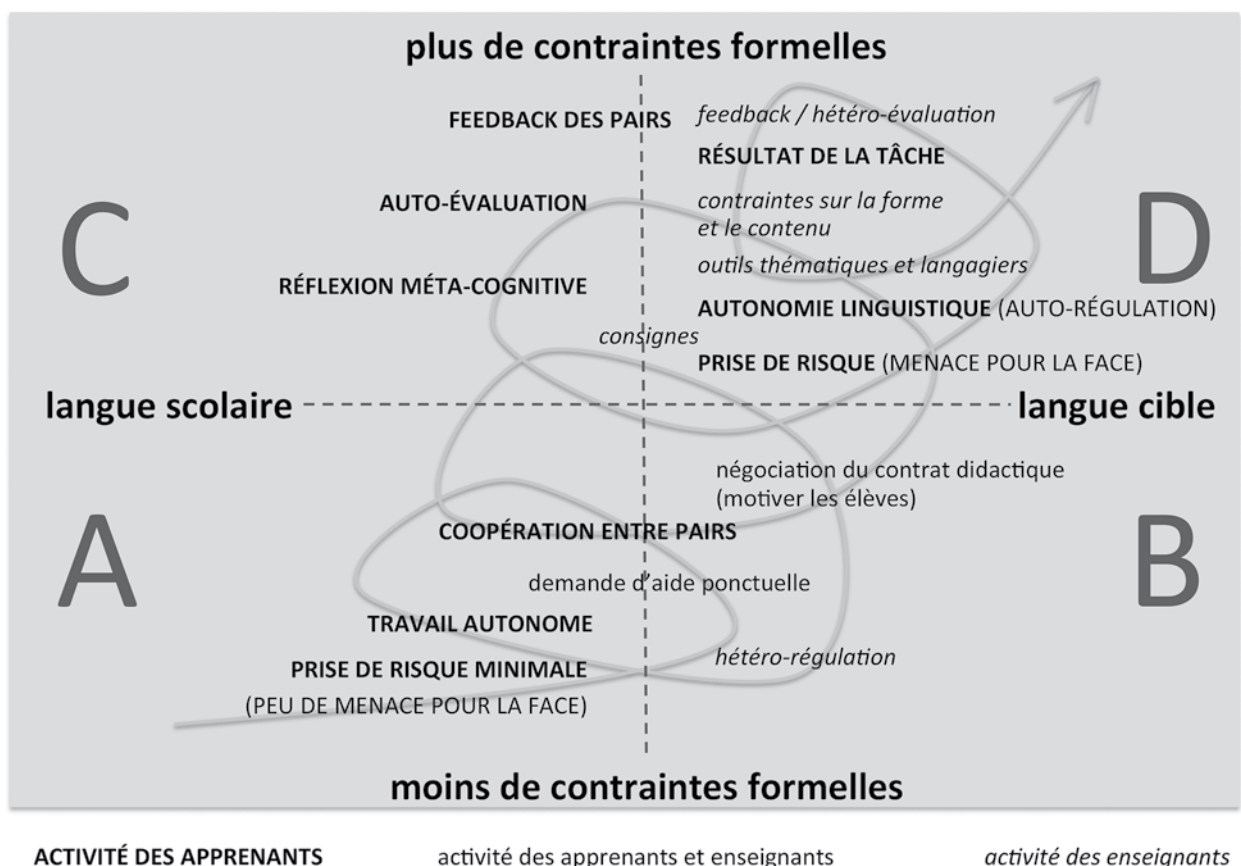 plus de contraintes formelles
FEEDBACK DES PAIRS
feedback / hétéro-évaluation
RÉSULTAT DE LA TÂCHE
AUTO-ÉVALUATION
contraintes sur la forme
et le contenu
C
D
outils thématiques et langagiers
RÉFLEXION MÉTA-COGNITIVE
AUTONOMIE LINGUISTIQUE (AUTO-RÉGULATION)
consignes
PRISE DE RISQUE (MENACE POUR LA FACE)
langue scolaire
langue cible
négociation du contrat didactique
(motiver les élèves)
COOPÉRATION ENTRE PAIRS
A
B
demande d'aide ponctuelle
TRAVAIL AUTONOME
hétéro-régulation
PRISE DE RISQUE MINIMALE
(PEU DE MENACE POUR LA FACE)
moins de contraintes formelles
ACTIVITÉ DES APPRENANTS
activité des apprenants et enseignants
activité des enseignants